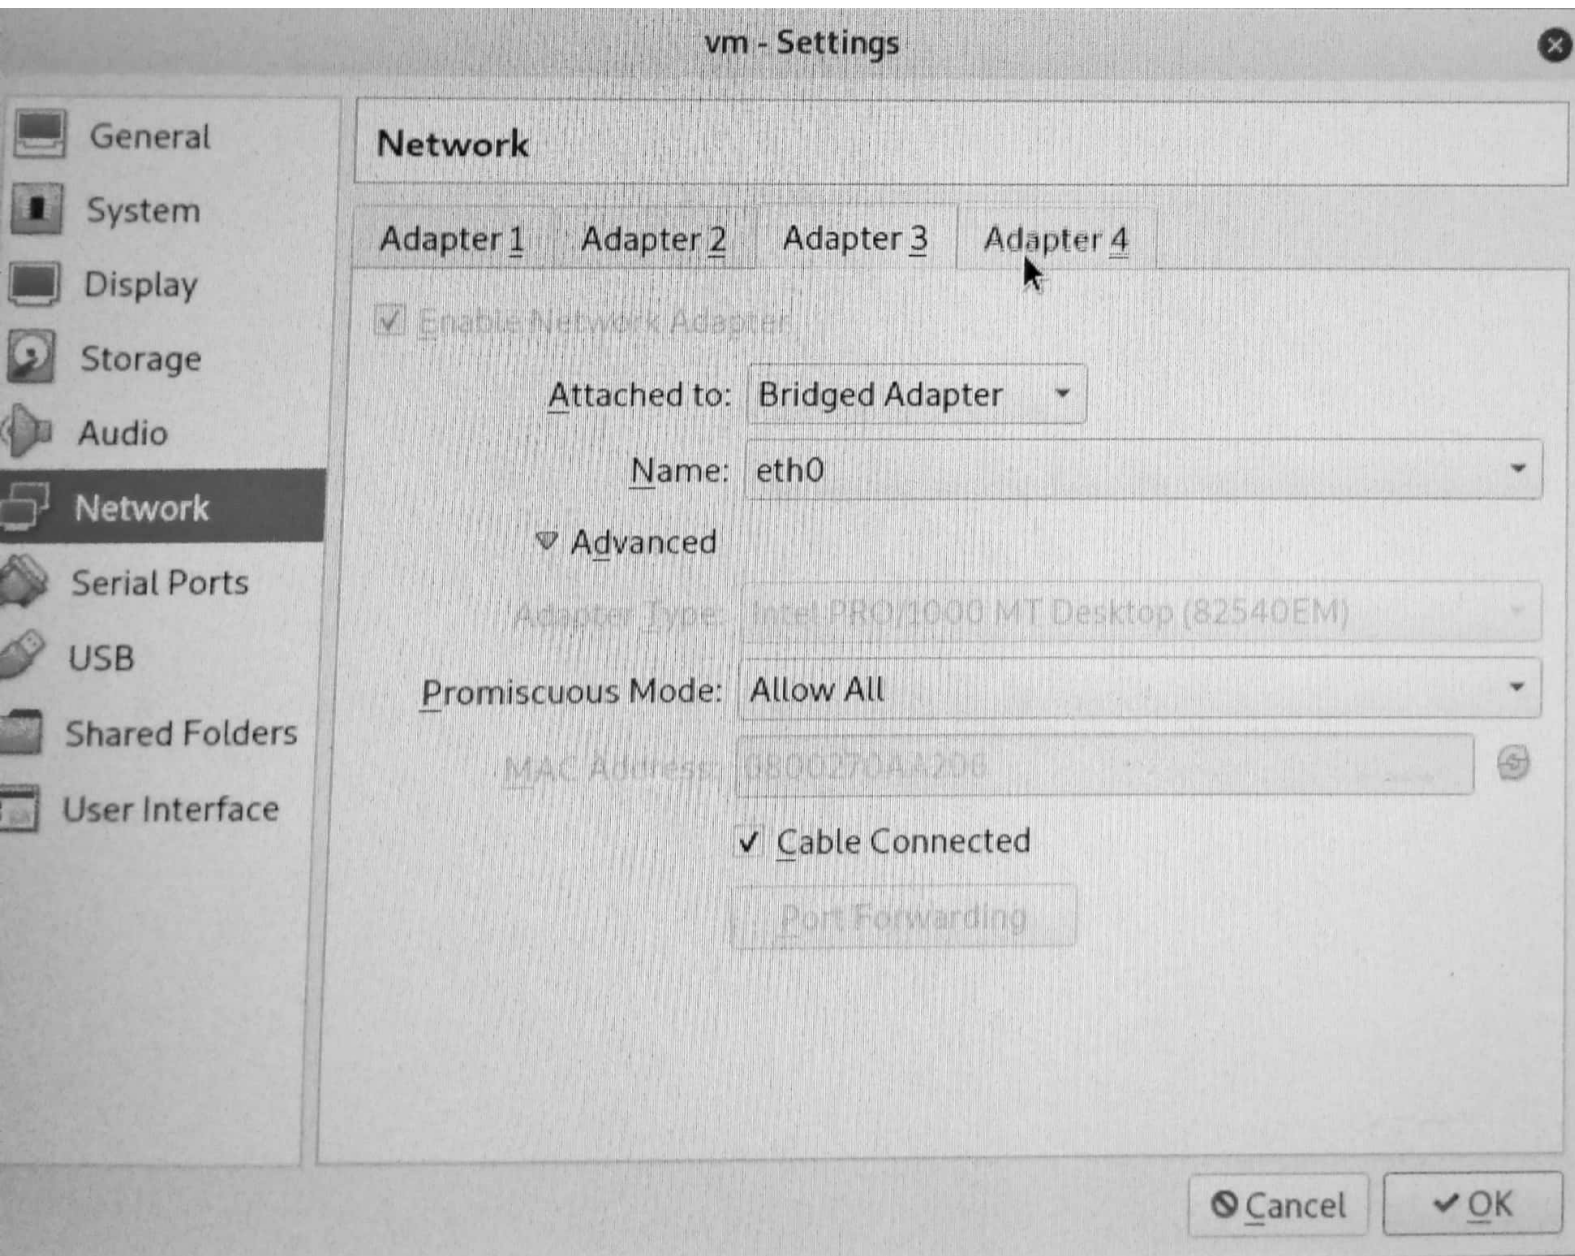 vm - Settings
General
System
Display
Storage
Audio
Network
Serial Ports
USB
Shared Folders
User Interface
Network
Adapter 1
Adapter 2
Adapter 3
Adapter 4
Enable Network Adapter
Attached to: Bridged Adapter
Name: eth0
Advanced
Adapter Type: Intel PRO/1000 MT Desktop (82540EM)
Promiscuous Mode: Allow All
MAC Address: 0800270AA206
Cable Connected
Port Forwarding
Cancel
OK